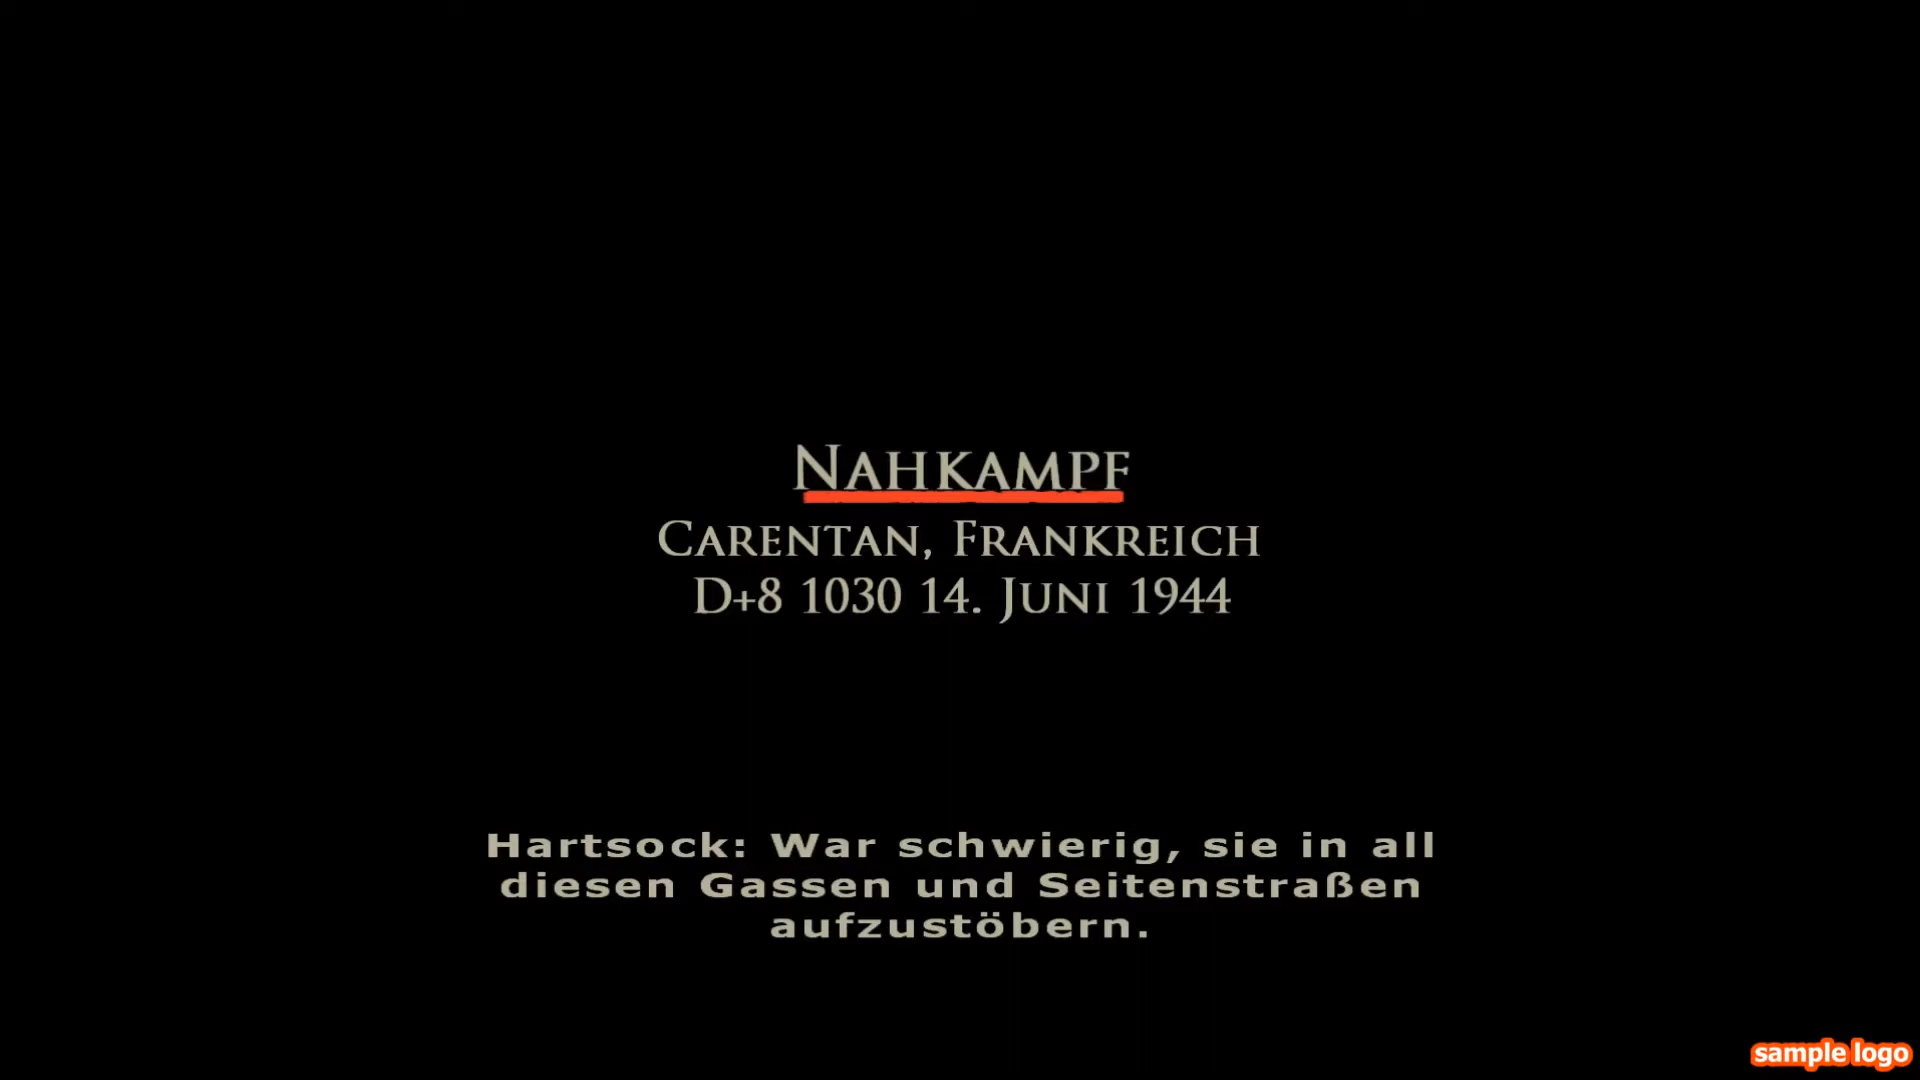 Nahkampf
Carentan, Frankreich
D+8 1030 14. Juni 1944
Hartsock: War schwierig, sie in all
diesen Gassen und Seitenstraßen
aufzustöbern.
sample logo